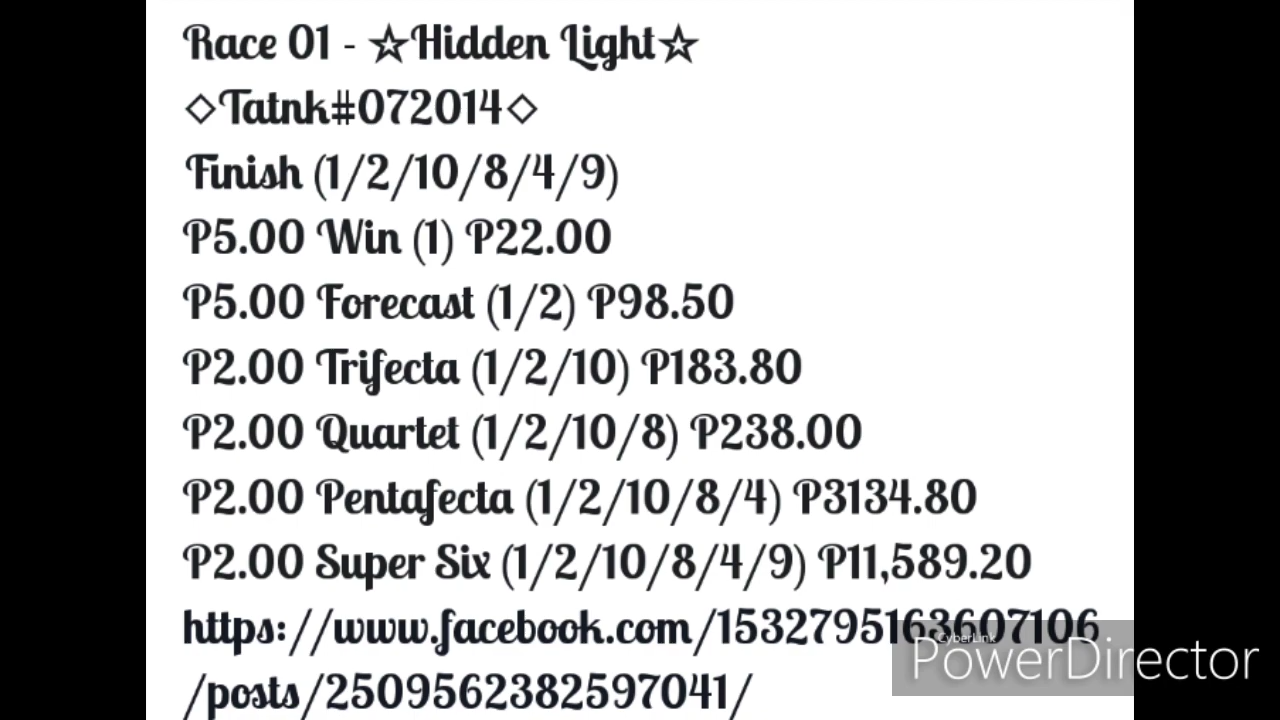 Race 01 - ☆Hidden Light☆
◇Tatnk#072014◇
Finish (1/2/10/8/4/9)
P5.00 Win (1) P22.00
P5.00 Forecast (1/2) P98.50
P2.00 Trifecta (1/2/10) P183.80
P2.00 Quartet (1/2/10/8) P238.00
P2.00 Pentafecta (1/2/10/8/4) P3134.80
P2.00 Super Six (1/2/10/8/4/9) P11,589.20
https://www.facebook.com/1532795163607106
/posts/2509562382597041/
CyberLink
PowerDirector